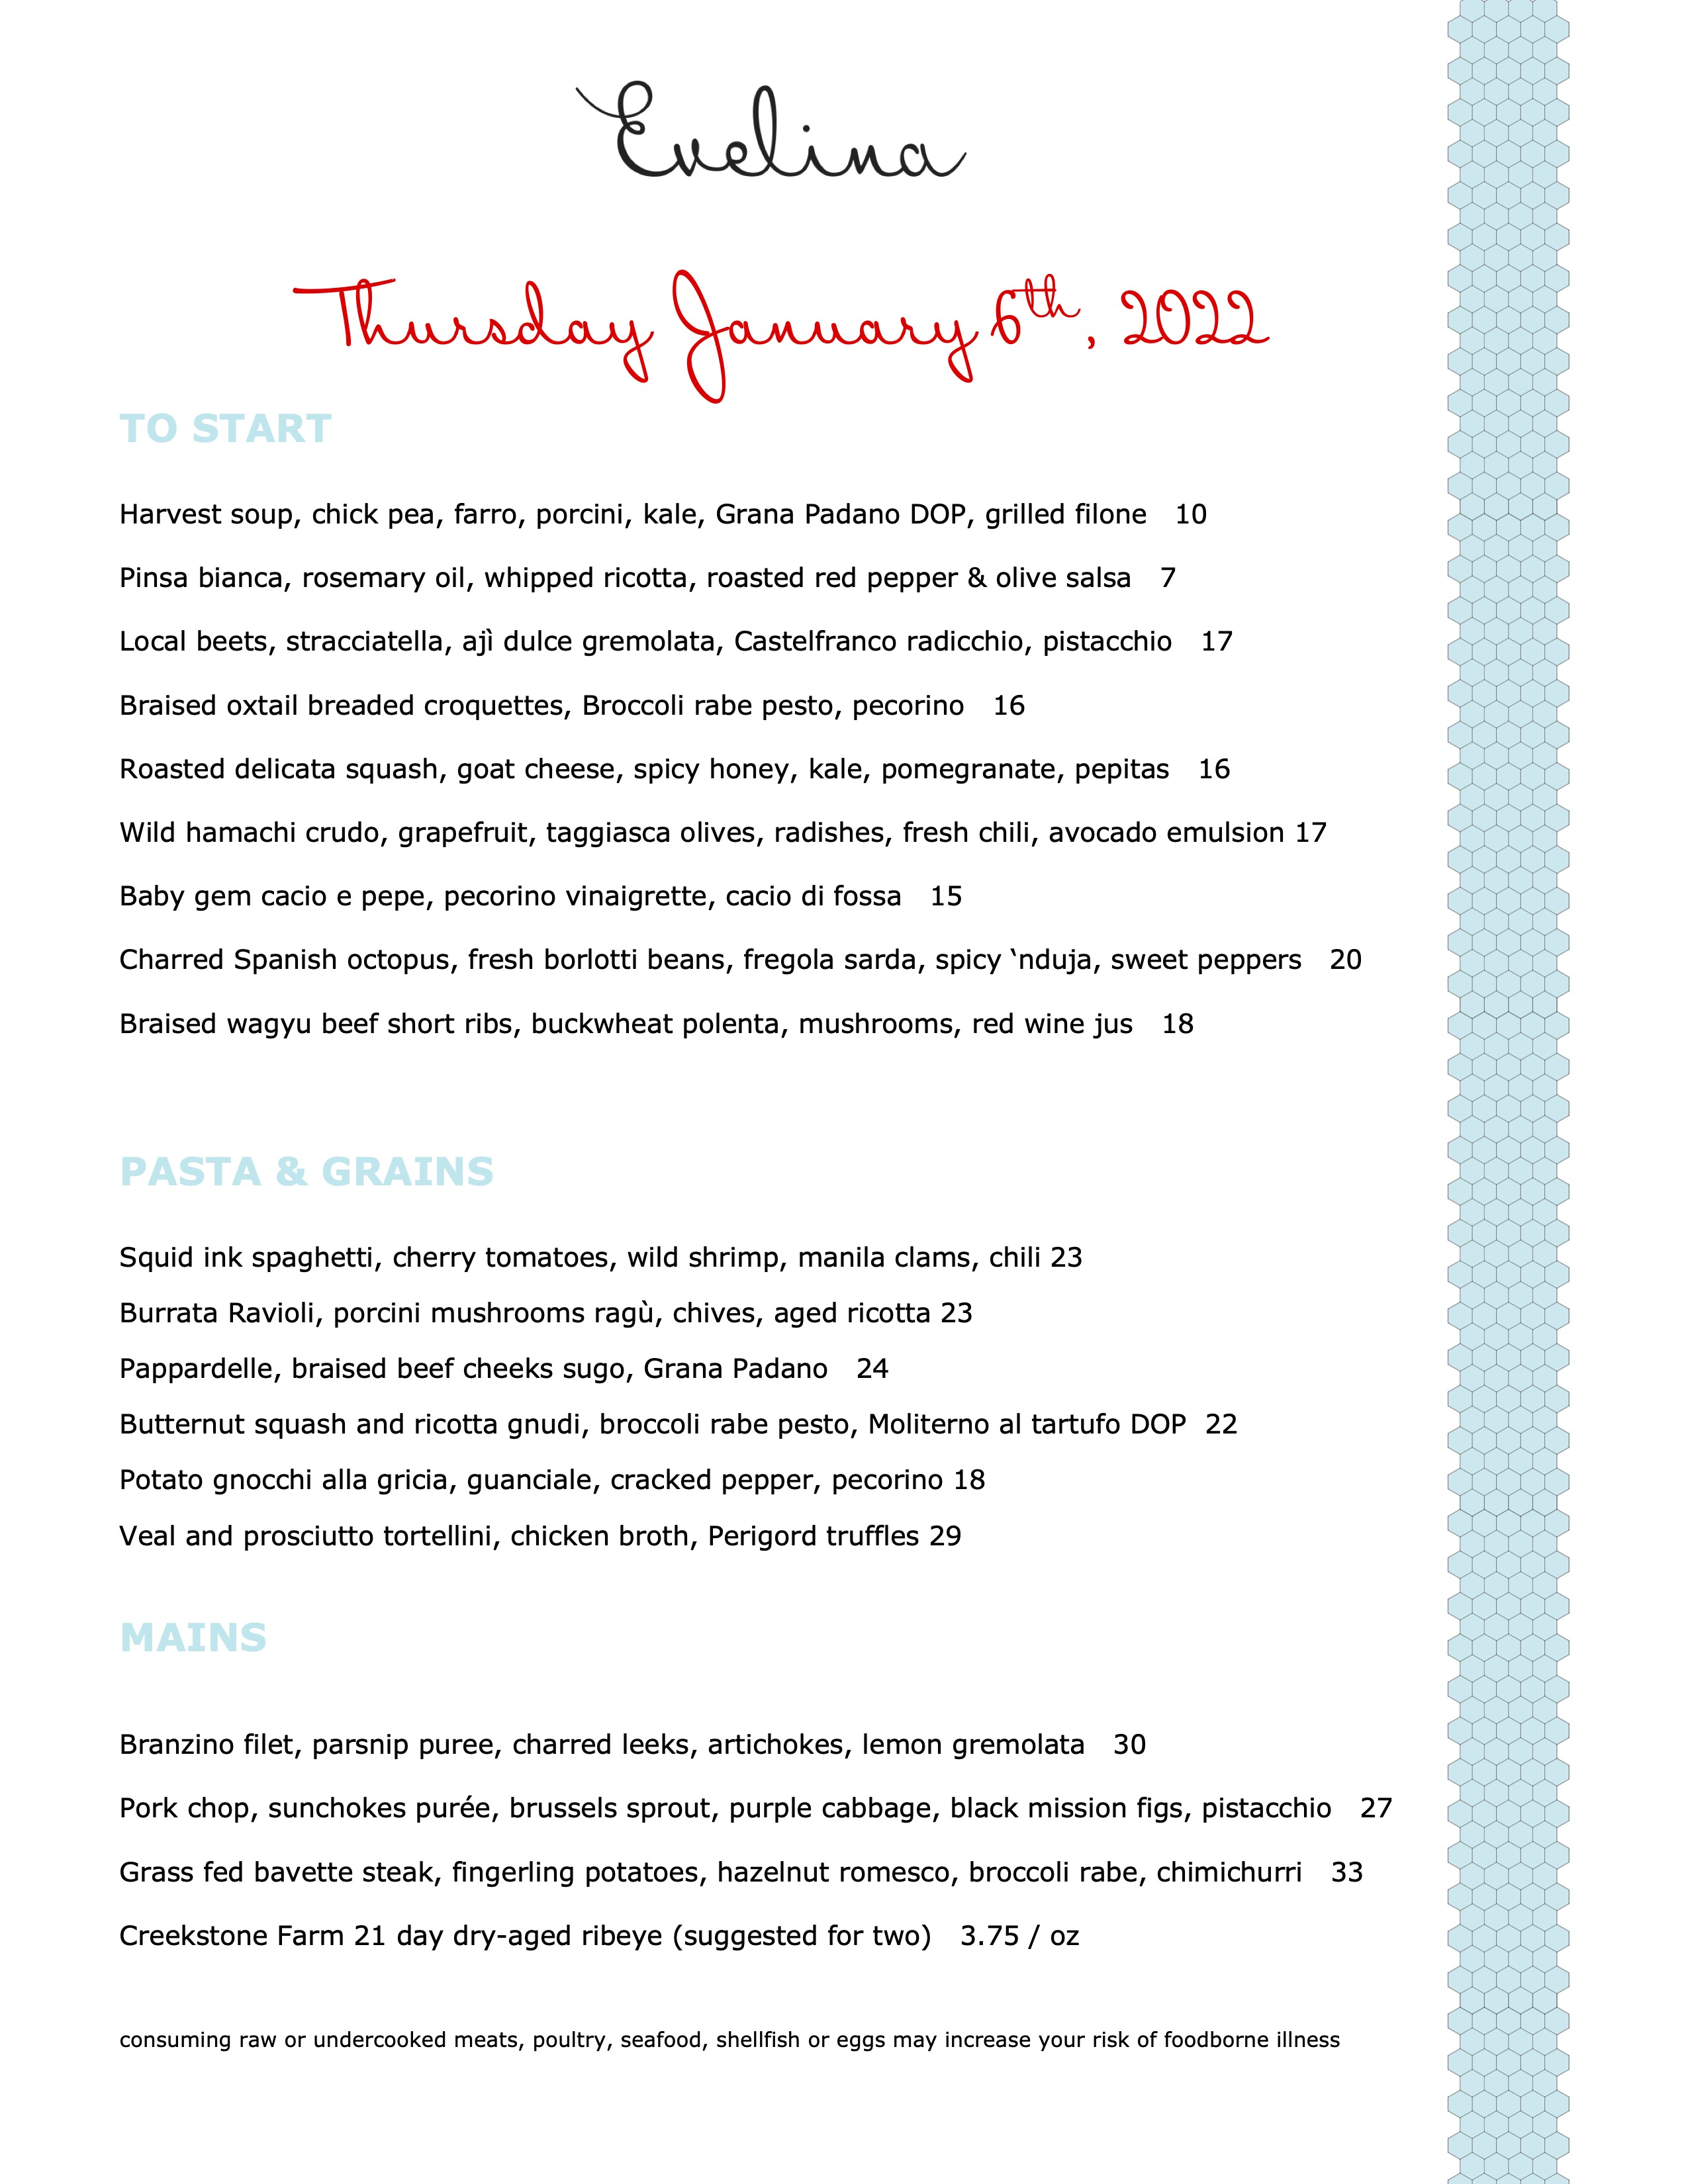 Evelina
Thursday January 6th, 2022
TO START
Harvest soup, chick pea, farro, porcini, kale, Grana Padano DOP, grilled filone 10
Pinsa bianca, rosemary oil, whipped ricotta, roasted red pepper & olive salsa 7
Local beets, stracciatella, ajì dulce gremolata, Castelfranco radicchio, pistacchio 17
Braised oxtail breaded croquettes, Broccoli rabe pesto, pecorino 16
Roasted delicata squash, goat cheese, spicy honey, kale, pomegranate, pepitas 16
Wild hamachi crudo, grapefruit, taggiasca olives, radishes, fresh chili, avocado emulsion 17
Baby gem cacio e pepe, pecorino vinaigrette, cacio di fossa 15
Charred Spanish octopus, fresh borlotti beans, fregola sarda, spicy ‘nduja, sweet peppers 20
Braised wagyu beef short ribs, buckwheat polenta, mushrooms, red wine jus 18
PASTA & GRAINS
Squid ink spaghetti, cherry tomatoes, wild shrimp, manila clams, chili 23
Burrata Ravioli, porcini mushrooms ragù, chives, aged ricotta 23
Pappardelle, braised beef cheeks sugo, Grana Padano 24
Butternut squash and ricotta gnudi, broccoli rabe pesto, Moliterno al tartufo DOP 22
Potato gnocchi alla gricia, guanciale, cracked pepper, pecorino 18
Veal and prosciutto tortellini, chicken broth, Perigord truffles 29
MAINS
Branzino filet, parsnip puree, charred leeks, artichokes, lemon gremolata 30
Pork chop, sunchokes purée, brussels sprout, purple cabbage, black mission figs, pistacchio 27
Grass fed bavette steak, fingerling potatoes, hazelnut romesco, broccoli rabe, chimichurri 33
Creekstone Farm 21 day dry-aged ribeye (suggested for two) 3.75 / oz
consuming raw or undercooked meats, poultry, seafood, shellfish or eggs may increase your risk of foodborne illness